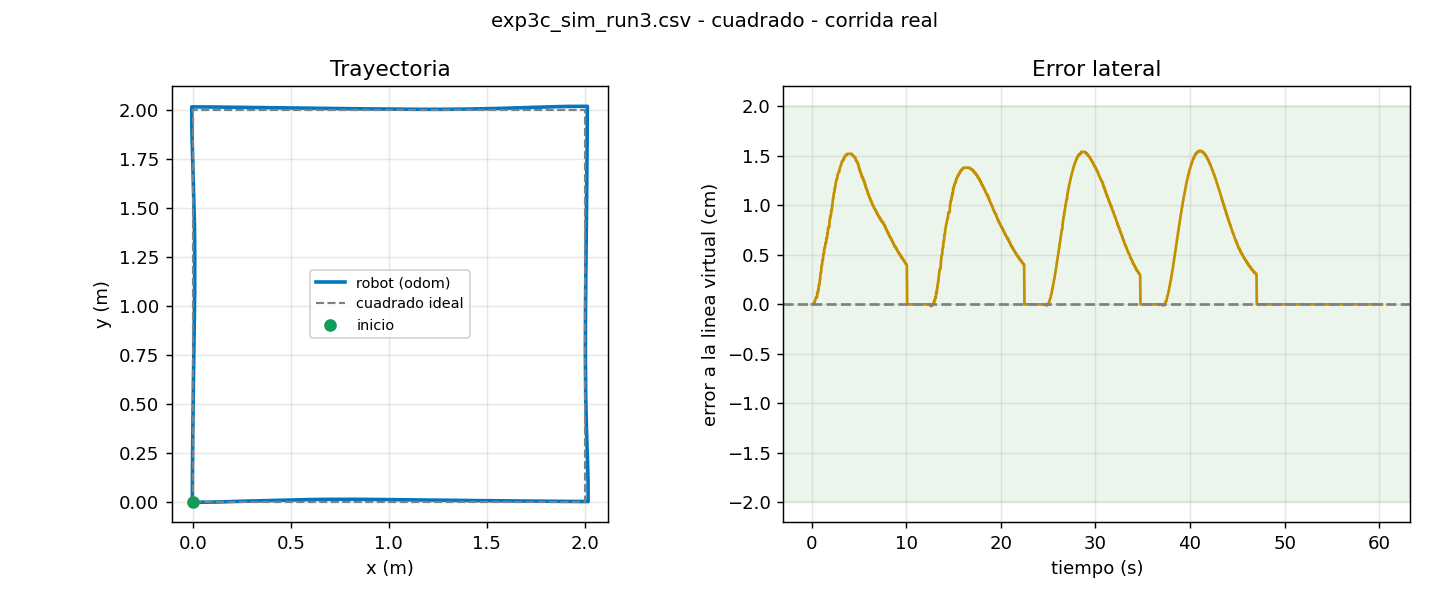 exp3c_sim_run3.csv - cuadrado - corrida real
Trayectoria
2.00
1.75
1.50
1.25
1.00
0.75
0.50
0.25
0.00
y (m)
robot (odom)
cuadrado ideal
inicio
0.0 0.5 1.0 1.5 2.0
x (m)
Error lateral
2.0
1.5
1.0
0.5
0.0
−0.5
−1.0
−1.5
−2.0
error a la linea virtual (cm)
0 10 20 30 40 50 60
tiempo (s)